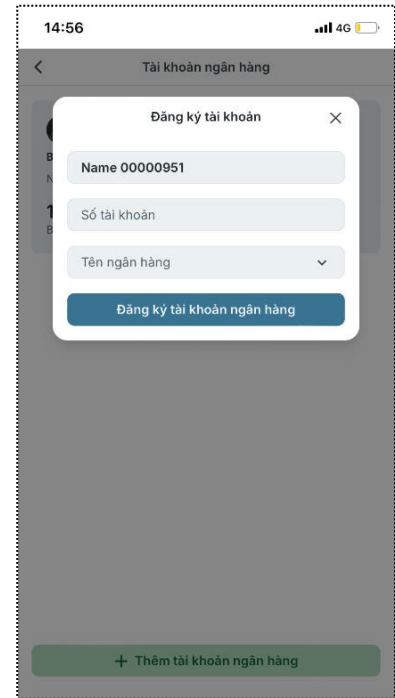 14:56
4G
Tài khoản ngân hàng
Đăng ký tài khoản
Name 00000951
Số tài khoản
Tên ngân hàng
Đăng ký tài khoản ngân hàng
+ Thêm tài khoản ngân hàng